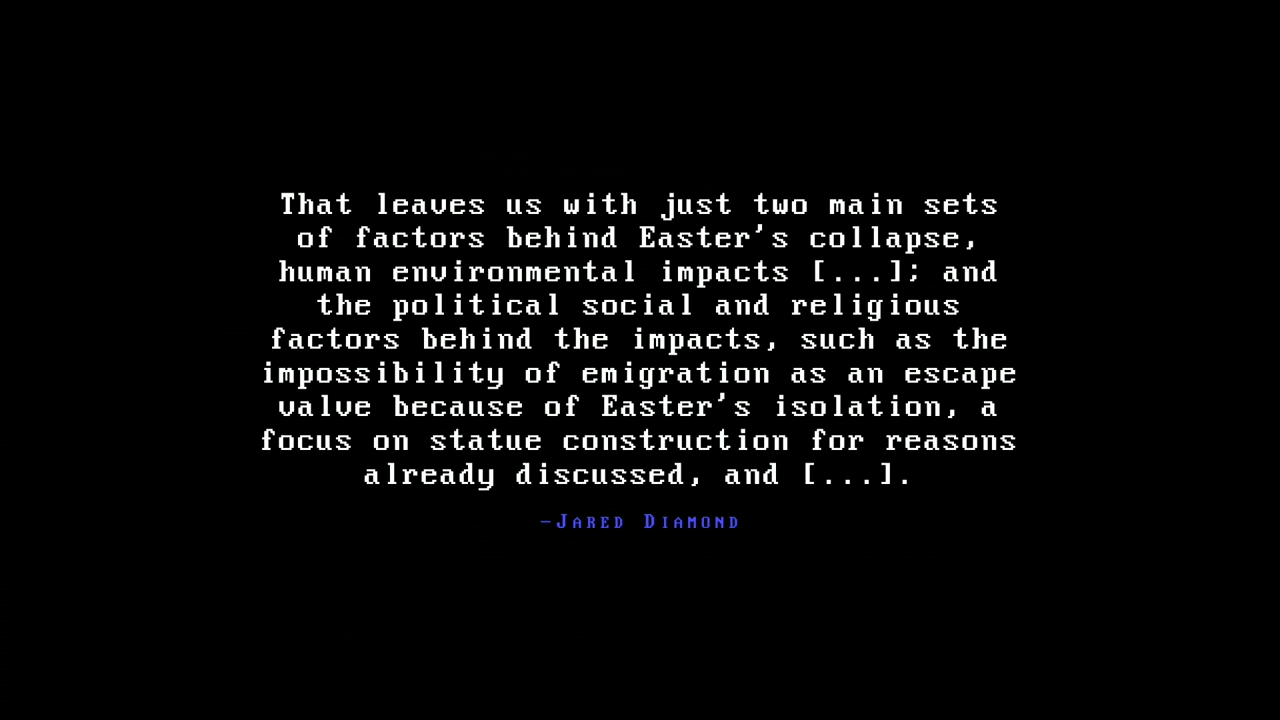 That leaves us with just two main sets
of factors behind Easter's collapse,
human environmental impacts [...]; and
the political social and religious
factors behind the impacts, such as the
impossibility of emigration as an escape
valve because of Easter's isolation, a
focus on statue construction for reasons
already discussed, and [...].
-Jared Diamond